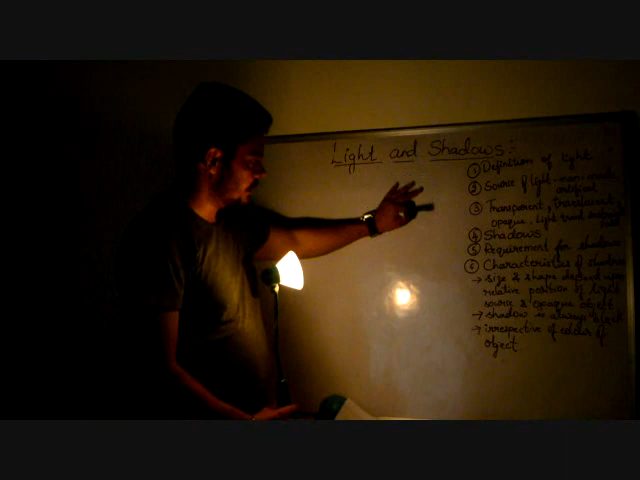 Light and Shadows:
① Definition of light
② Source of light - man-made
artificial
③ Transparent, translucent,
opaque, light travel
④ Shadows
⑤ Requirement for shadows
⑥ Characteristics of shadows
→ size & shape depend upon
relative position of light
source & opaque object.
→ shadow is always black
→ irrespective of color of
object.